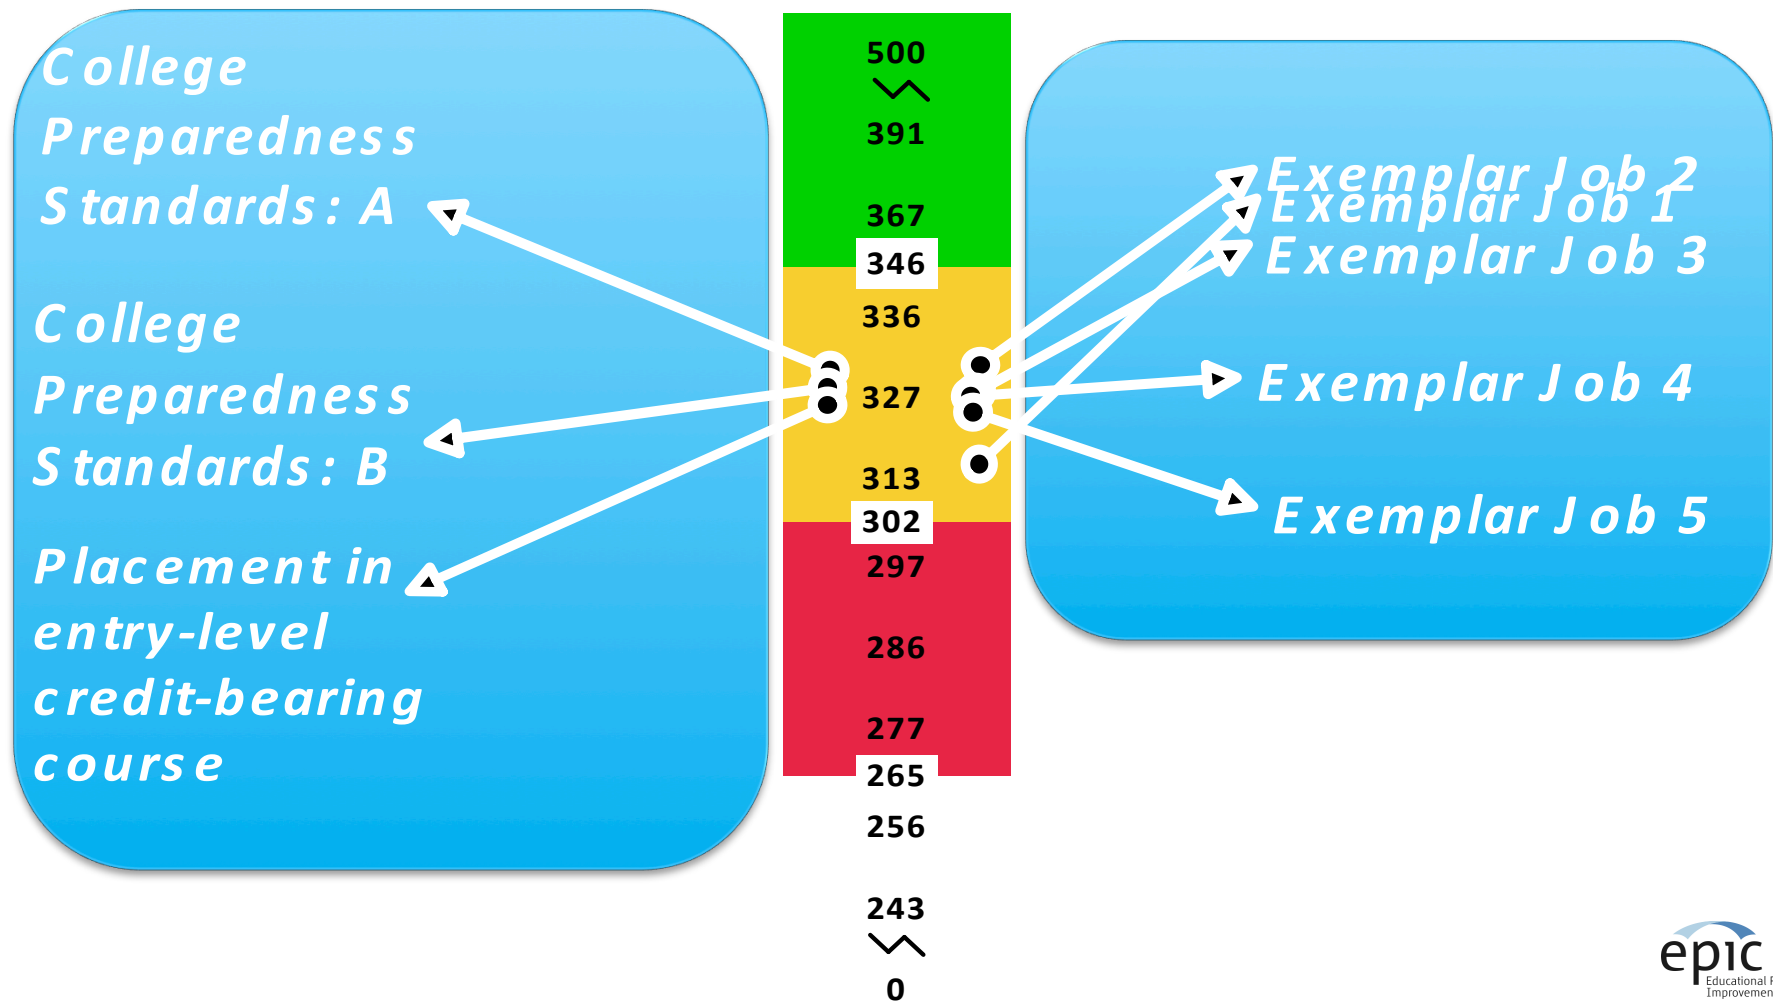 College
Preparedness
Standards: A
College
Preparedness
Standards: B
Placement in
entry-level
credit-bearing
course
500
391
367
346
336
327
313
302
297
286
277
265
256
243
0
Exemplar Job 2
Exemplar Job 1
Exemplar Job 3
Exemplar Job 4
Exemplar Job 5
epic
Educational
Improvement